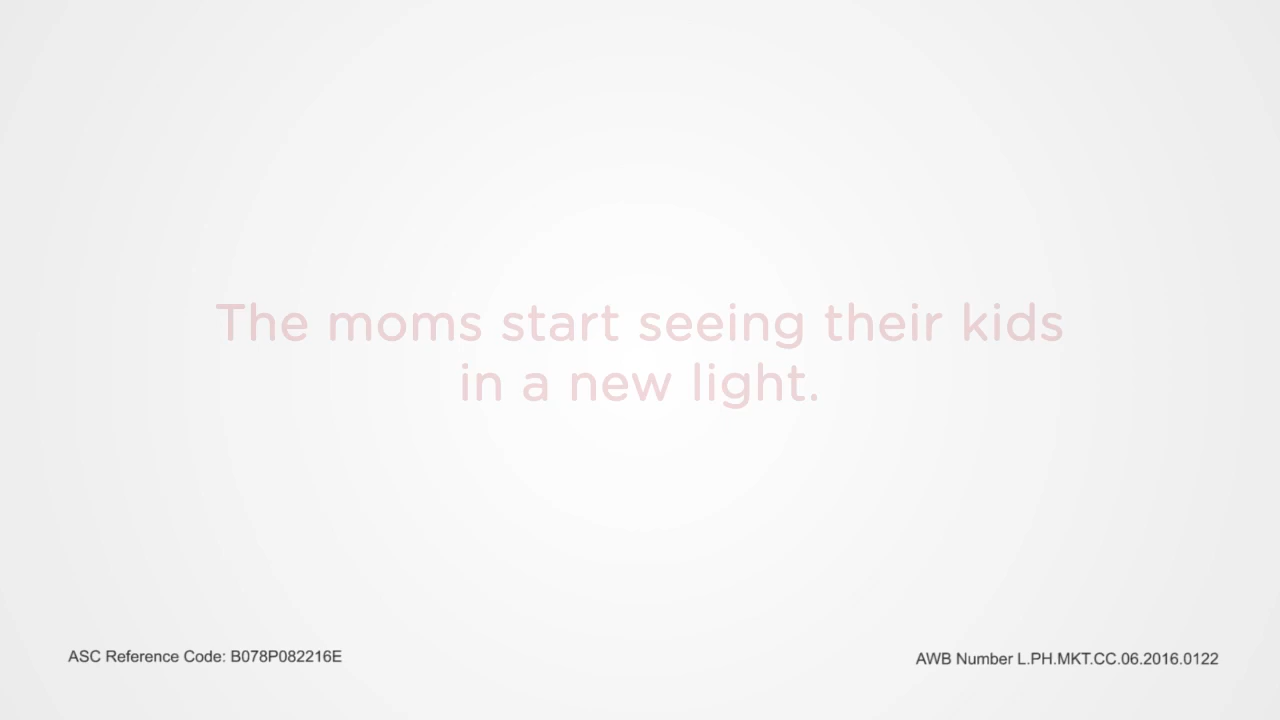 The moms start seeing their kids
in a new light.
ASC Reference Code: B078P082216E
AWB Number L.PH.MKT.CC.06.2016.0122